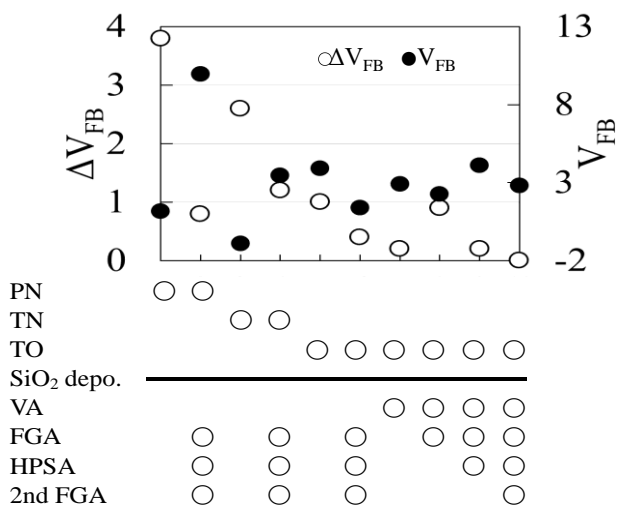 4 13
○ΔV_FB ●V_FB
3
8
ΔV_FB
2
V_FB
3
1
0 -2
PN
TN
TO
SiO₂ depo.
VA
FGA
HPSA
2nd FGA